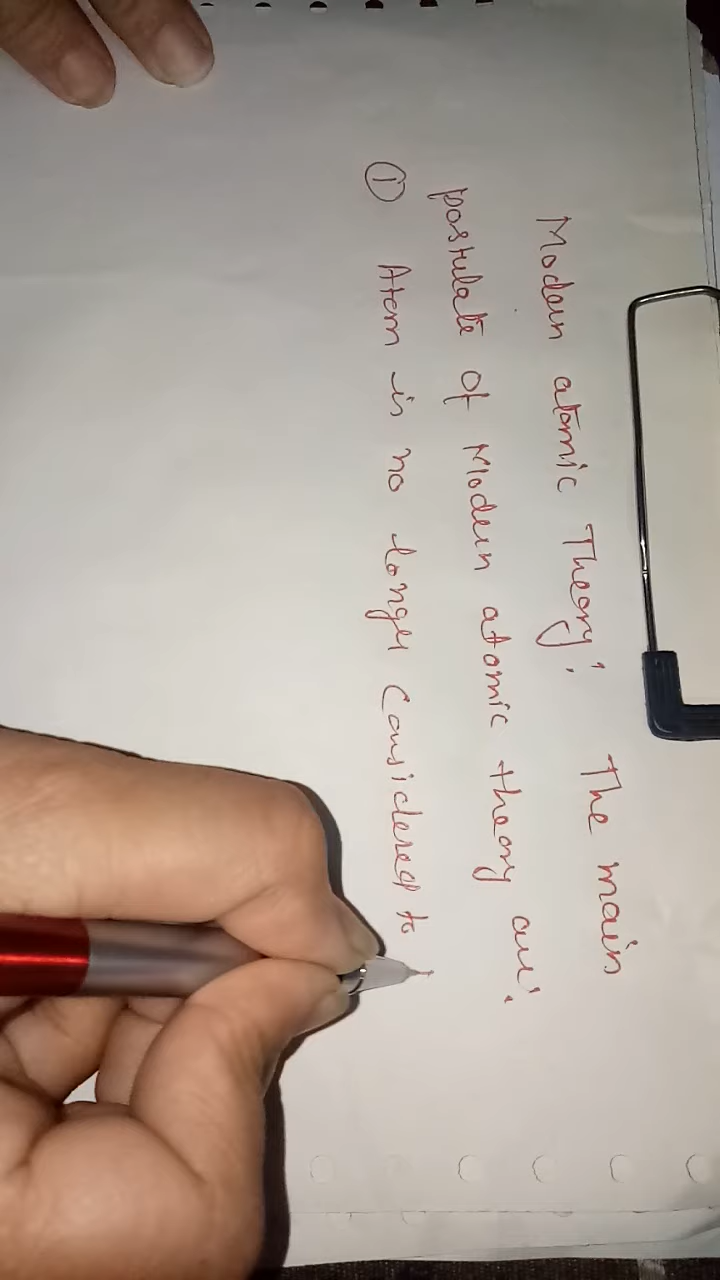 Modern atomic Theory: The main
postulate of Modern atomic theory are:
① Atom is no longer Considered to